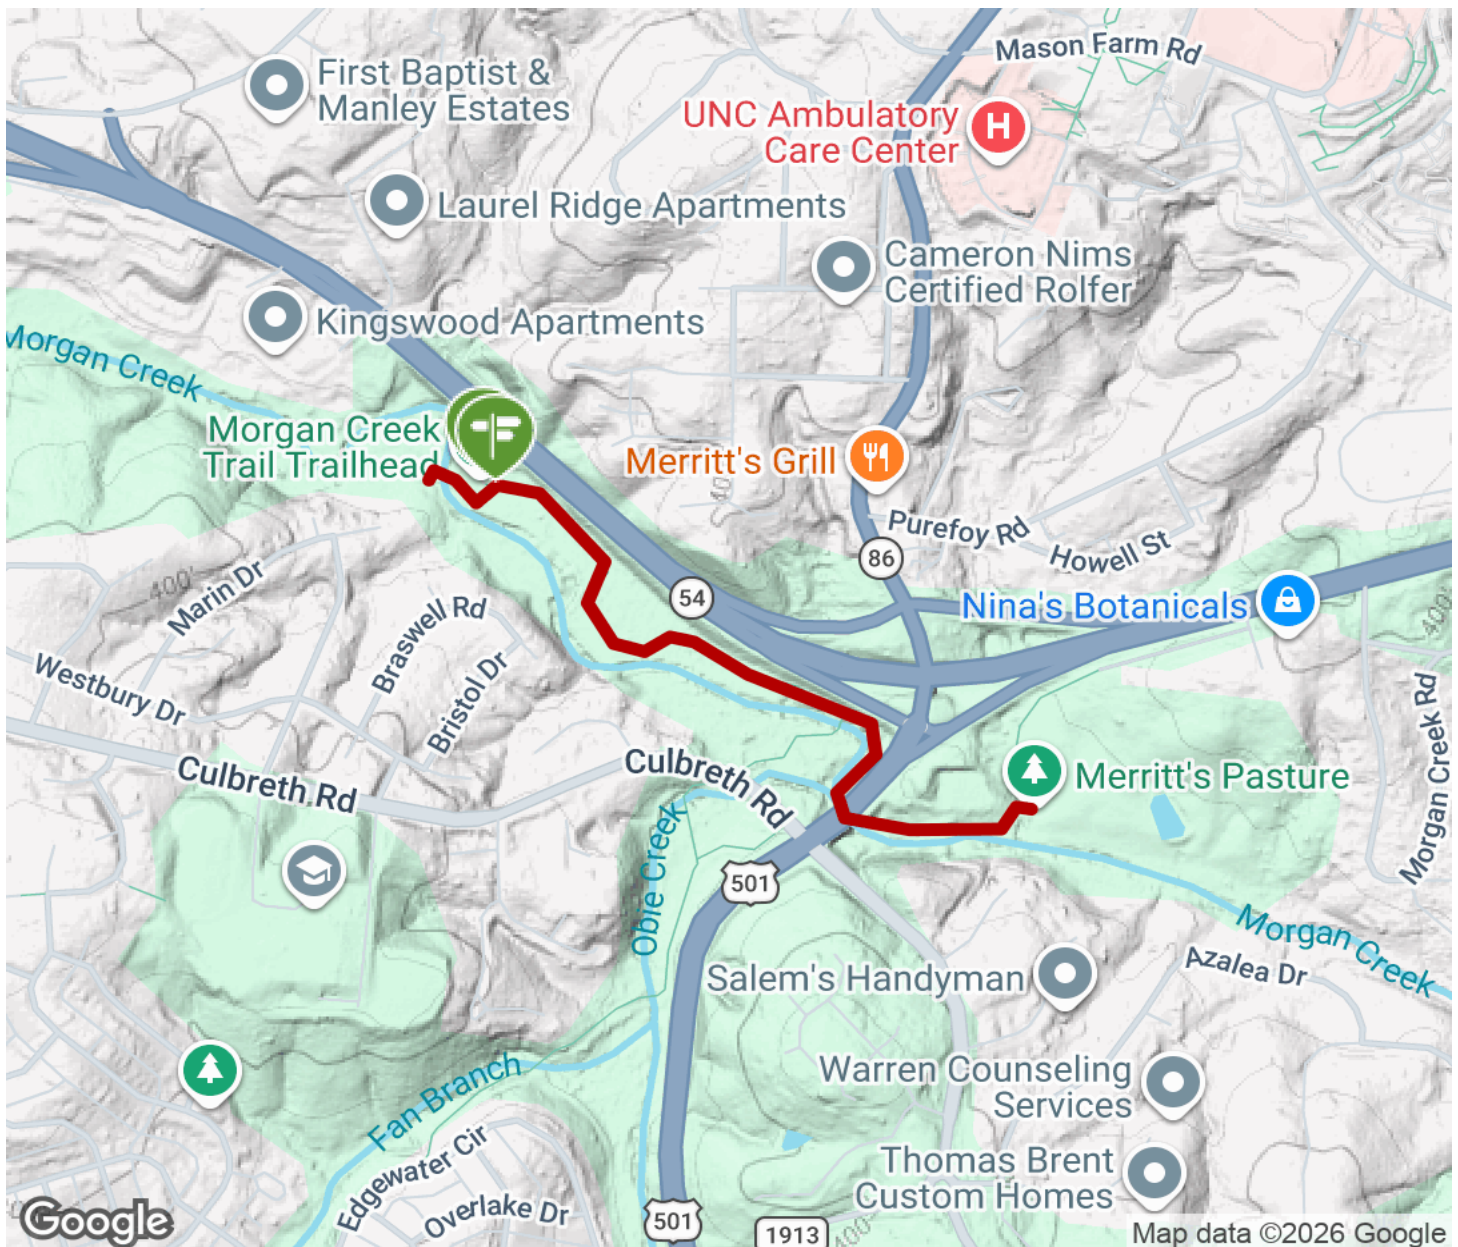 Mason Farm Rd
First Baptist &
Manley Estates
UNC Ambulatory
Care Center
H
Laurel Ridge Apartments
Cameron Nims
Certified Rolfer
Kingswood Apartments
Morgan Creek
Morgan Creek
Trail Trailhead
Merritt's Grill
400'
Purefoy Rd
Howell St
86
54
Nina's Botanicals
400'
Marin Dr
Braswell Rd
Bristol Dr
Westbury Dr
Culbreth Rd
Culbreth Rd
Merritt's Pasture
Morgan Creek Rd
Obie Creek
501
Morgan Creek
Azalea Dr
Salem's Handyman
Fan Branch
Warren Counseling
Services
Edgewater Cir
Overlake Dr
Thomas Brent
Custom Homes
501
1913
400'
Google
Map data ©2026 Google